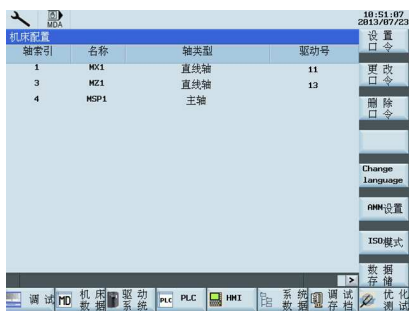 MDA
10:51:07
2013/07/23
机床配置
轴索引 名称 轴类型 驱动号
1 MX1 直线轴 11
3 MZ1 直线轴 13
4 MSP1 主轴
设置
口令
更改
口令
删除
口令
Change
language
AMM设置
ISO模式
数据
存储
调试
MD 机床
数据
驱动
系统
PLC PLC
HMI
系统
数据
调试
存档
优化
测试